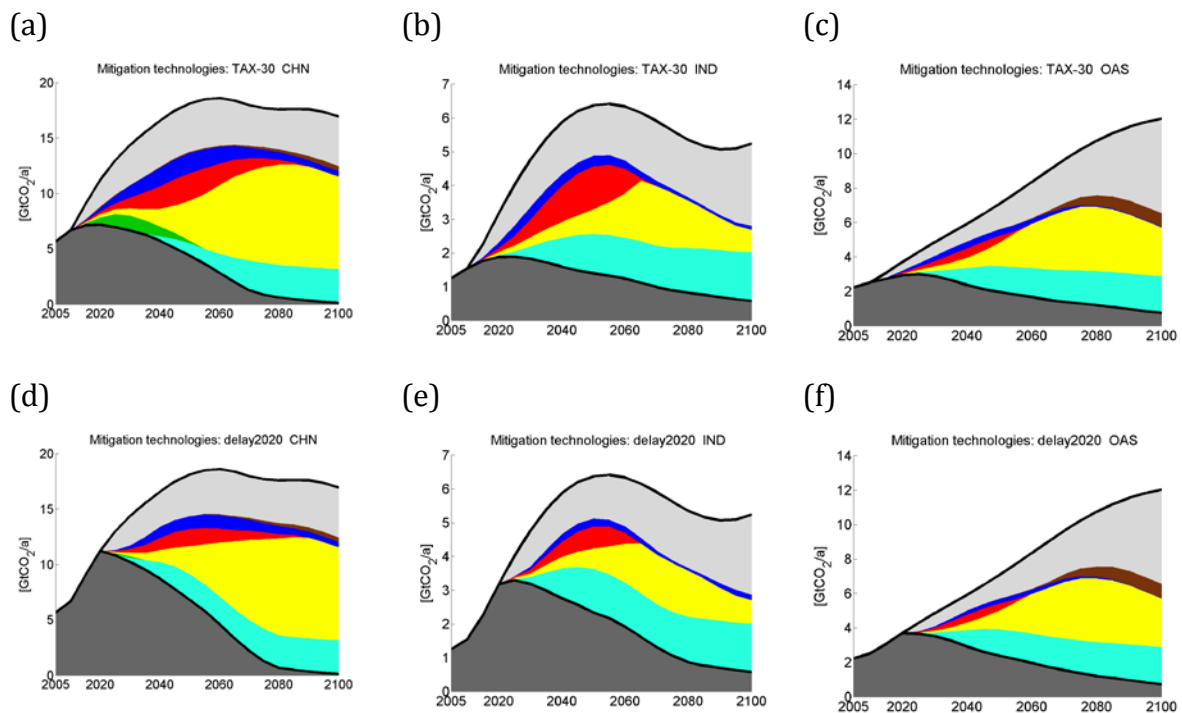 (a)
(b)
(c)
Mitigation technologies: TAX-30 CHN
Mitigation technologies: TAX-30 IND
Mitigation technologies: TAX-30 OAS
[GtCO2/a]
20
15
10
5
0
2005 2020 2040 2060 2080 2100
[GtCO2/a]
7
6
5
4
3
2
1
0
2005 2020 2040 2060 2080 2100
[GtCO2/a]
14
12
10
8
6
4
2
0
2005 2020 2040 2060 2080 2100
(d)
(e)
(f)
Mitigation technologies: delay2020 CHN
Mitigation technologies: delay2020 IND
Mitigation technologies: delay2020 OAS
[GtCO2/a]
20
15
10
5
0
2005 2020 2040 2060 2080 2100
[GtCO2/a]
7
6
5
4
3
2
1
0
2005 2020 2040 2060 2080 2100
[GtCO2/a]
14
12
10
8
6
4
2
0
2005 2020 2040 2060 2080 2100